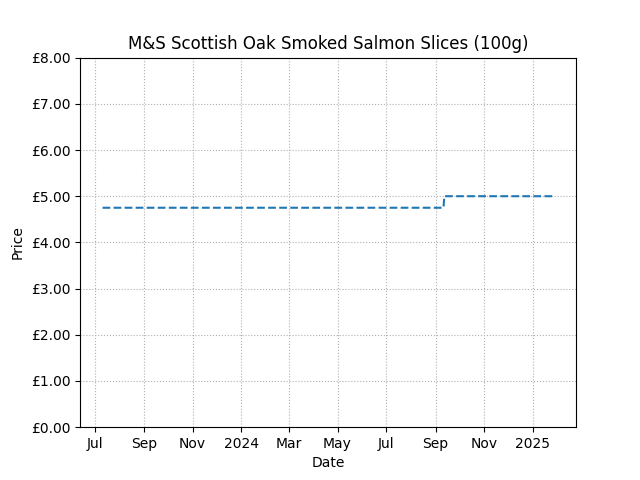 M&S Scottish Oak Smoked Salmon Slices (100g)
£8.00
£7.00
£6.00
£5.00
£4.00
£3.00
£2.00
£1.00
£0.00
Price
Jul Sep Nov 2024 Mar May Jul Sep Nov 2025
Date